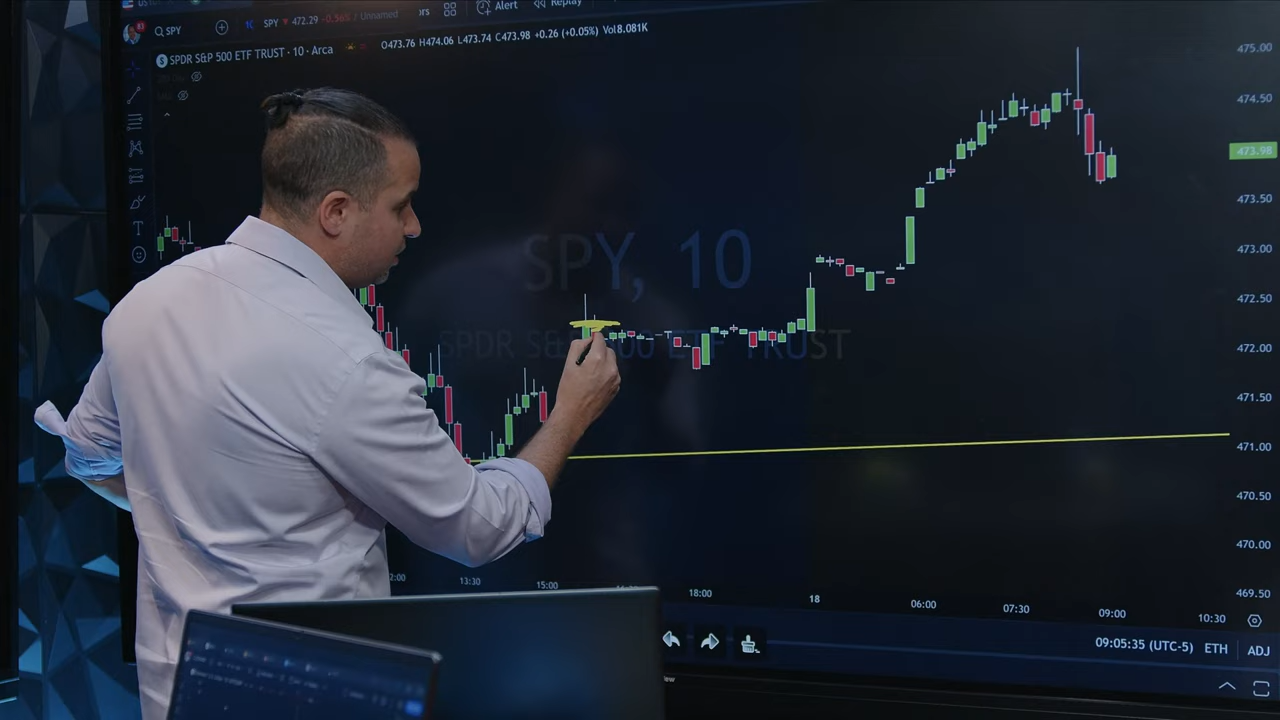 SPY
SPY ▼ 472.29 -0.36% / Unnamed
Alert
Replay
SPDR S&P 500 ETF TRUST · 10 · Arca
O473.76 H474.06 L473.74 C473.98 +0.26 (+0.05%) Vol8.081K
SPY, 10
SPDR S&P 500 ETF TRUST
475.00
474.50
473.98
473.50
473.00
472.50
472.00
471.50
471.00
470.50
470.00
469.50
13:30
15:00
18:00
18
06:00
07:30
09:00
10:30
09:05:35 (UTC-5) ETH ADJ